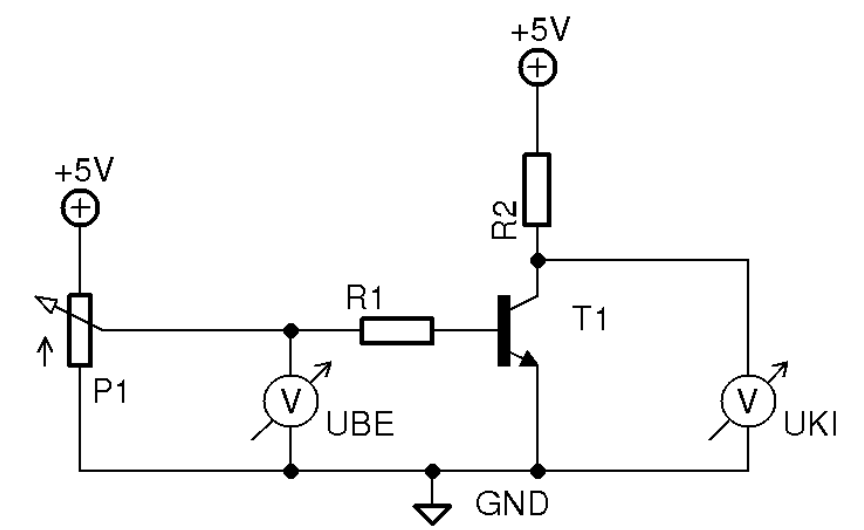 +5V
+5V
R2
R1
T1
P1
V
UBE
V
UKI
GND